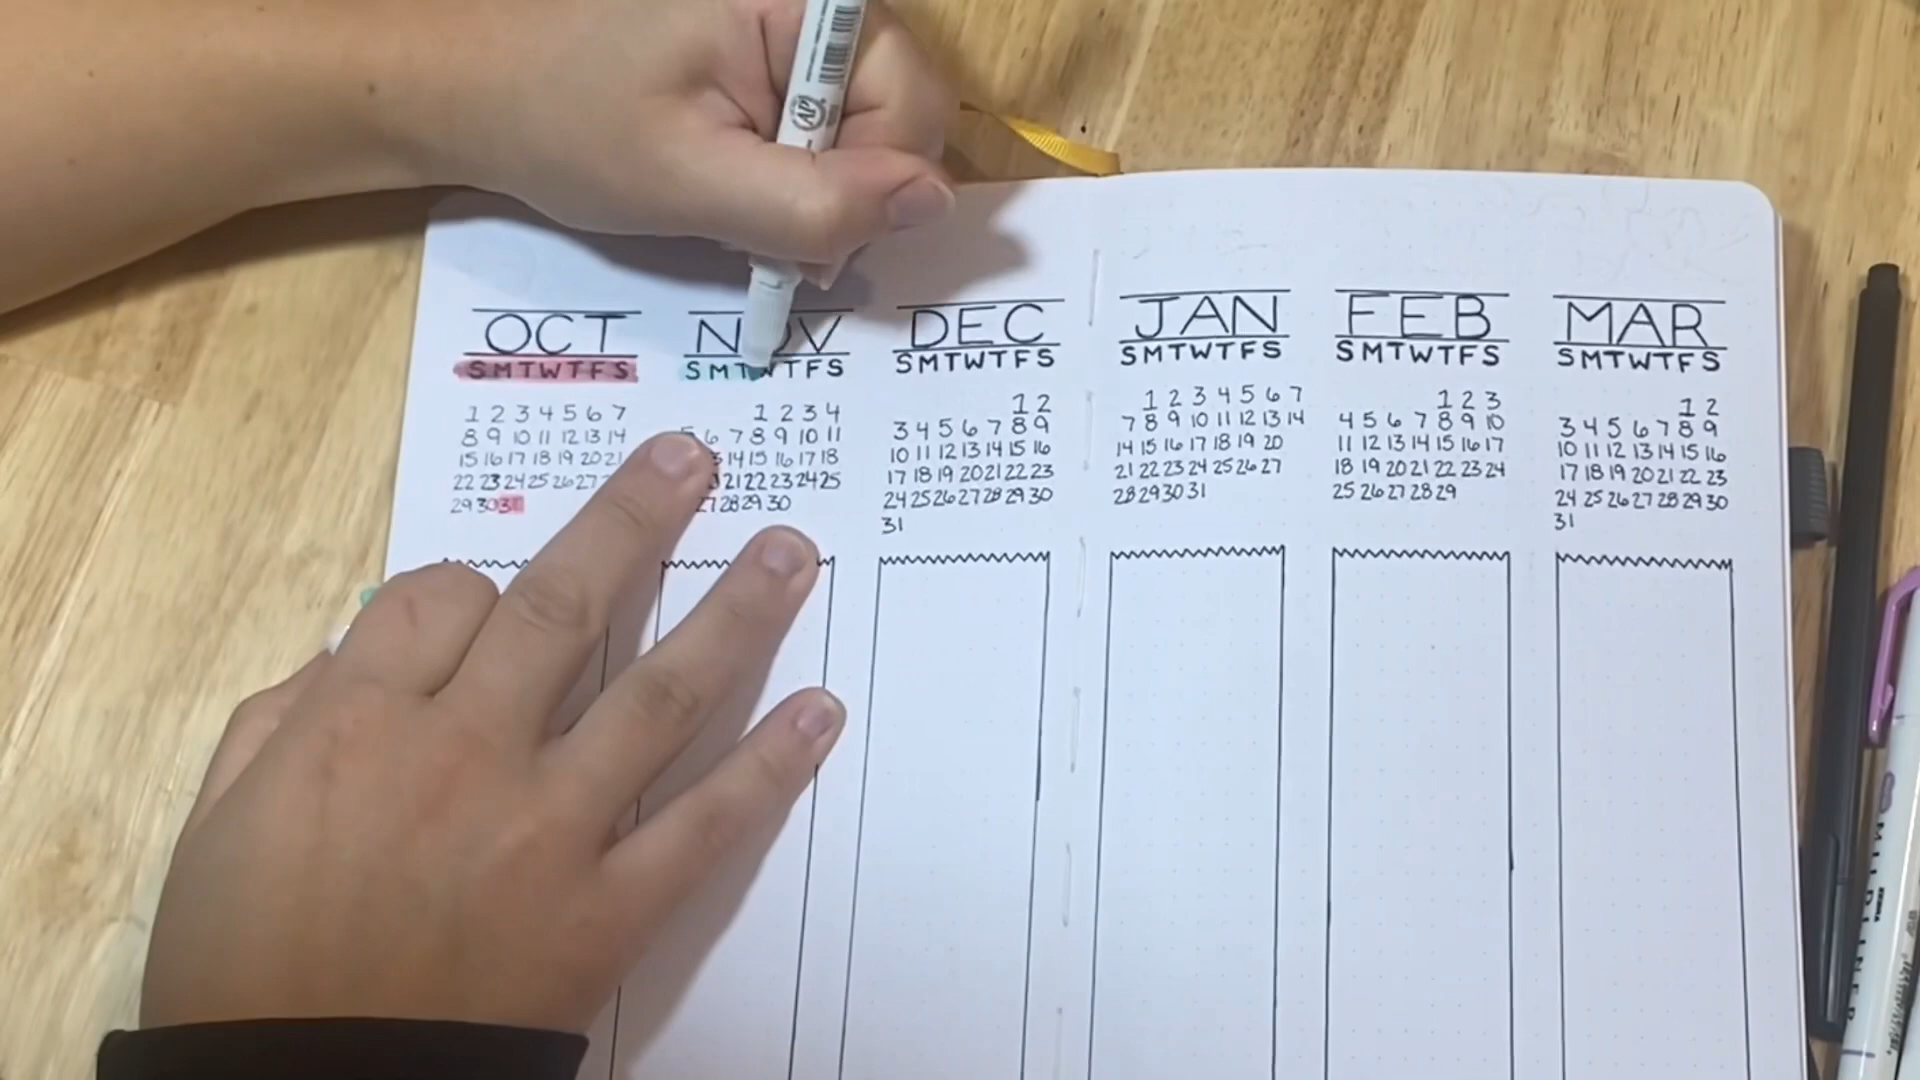 OCT
SMTWTFS
1 2 3 4 5 6 7
8 9 10 11 12 13 14
15 16 17 18 19 20 21
22 23 24 25 26 27
29 30 31
NOV
SMTWTFS
1 2 3 4
5 6 7 8 9 10 11
14 15 16 17 18
21 22 23 24 25
27 28 29 30
DEC
SMTWTFS
1 2
3 4 5 6 7 8 9
10 11 12 13 14 15 16
17 18 19 20 21 22 23
24 25 26 27 28 29 30
31
JAN
SMTWTFS
1 2 3 4 5 6 7
7 8 9 10 11 12 13 14
14 15 16 17 18 19 20
21 22 23 24 25 26 27
28 29 30 31
FEB
SMTWTFS
1 2 3
4 5 6 7 8 9 10
11 12 13 14 15 16 17
18 19 20 21 22 23 24
25 26 27 28 29
MAR
SMTWTFS
1 2
3 4 5 6 7 8 9
10 11 12 13 14 15 16
17 18 19 20 21 22 23
24 25 26 27 28 29 30
31
AP
MILDLINER
ZEBRA